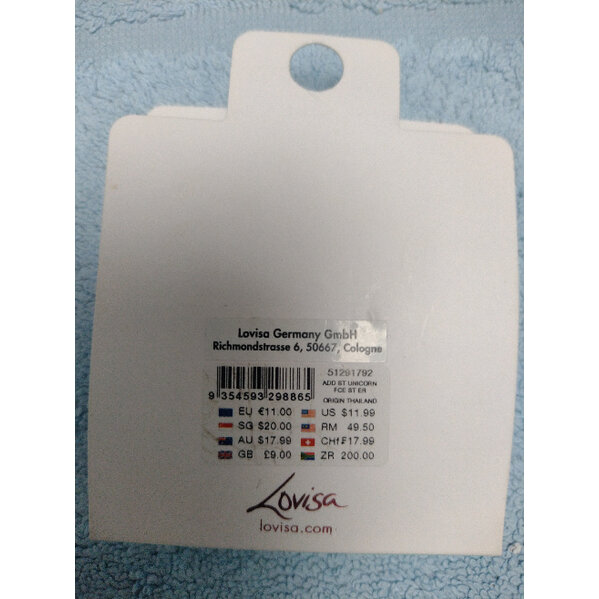 Lovisa Germany GmbH
Richmondstrasse 6, 50667, Cologne
51291792
ADD ST UNICORN
FCE ST ER
ORIGIN THAILAND
9 354593 298865
EU €11.00 US $11.99
SG $20.00 RM 49.50
AU $17.99 CHF 17.99
GB £9.00 ZR 200.00
Lovisa
lovisa.com